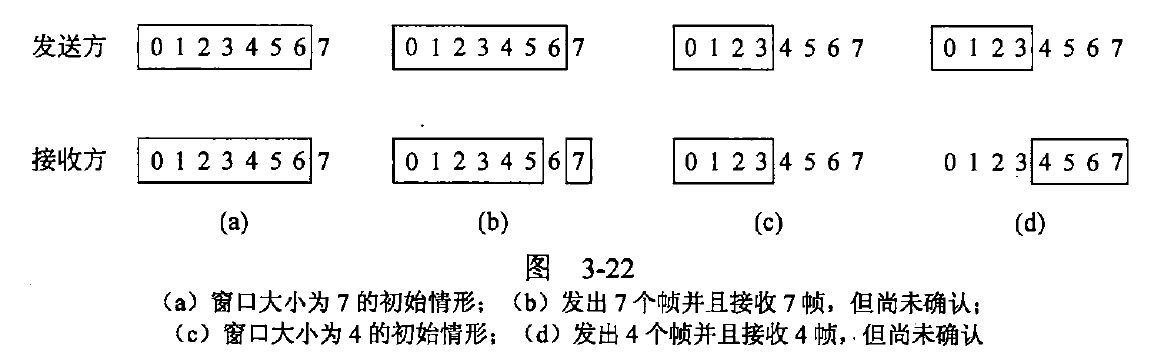 发送方 0 1 2 3 4 5 6 7 0 1 2 3 4 5 6 7 0 1 2 3 4 5 6 7 0 1 2 3 4 5 6 7
接收方 0 1 2 3 4 5 6 7 0 1 2 3 4 5 6 7 0 1 2 3 4 5 6 7 0 1 2 3 4 5 6 7
(a) (b) (c) (d)
图 3-22
（a）窗口大小为 7 的初始情形；（b）发出 7 个帧并且接收 7 帧，但尚未确认；
（c）窗口大小为 4 的初始情形；（d）发出 4 个帧并且接收 4 帧，但尚未确认